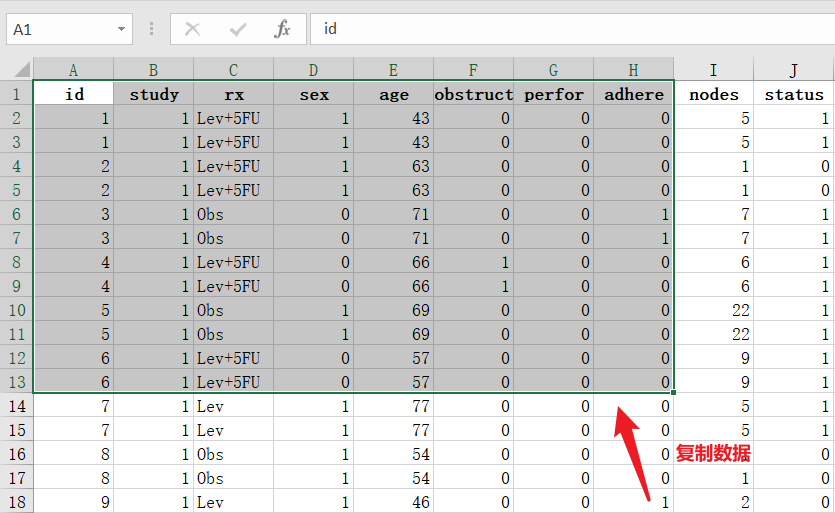 A1 fx id
A B C D E F G H I J
1 id study rx sex age obstruct perfor adhere nodes status
2 1 1 Lev+5FU 1 43 0 0 0 5 1
3 1 1 Lev+5FU 1 43 0 0 0 5 1
4 2 1 Lev+5FU 1 63 0 0 0 1 0
5 2 1 Lev+5FU 1 63 0 0 0 1 0
6 3 1 Obs 0 71 0 0 1 7 1
7 3 1 Obs 0 71 0 0 1 7 1
8 4 1 Lev+5FU 0 66 1 0 0 6 1
9 4 1 Lev+5FU 0 66 1 0 0 6 1
10 5 1 Obs 1 69 0 0 0 22 1
11 5 1 Obs 1 69 0 0 0 22 1
12 6 1 Lev+5FU 0 57 0 0 0 9 1
13 6 1 Lev+5FU 0 57 0 0 0 9 1
14 7 1 Lev 1 77 0 0 0 5 1
15 7 1 Lev 1 77 0 0 0 5 1
16 8 1 Obs 1 54 0 0 0 复制数据 0
17 8 1 Obs 1 54 0 0 0 1 0
18 9 1 Lev 1 46 0 0 1 2 0